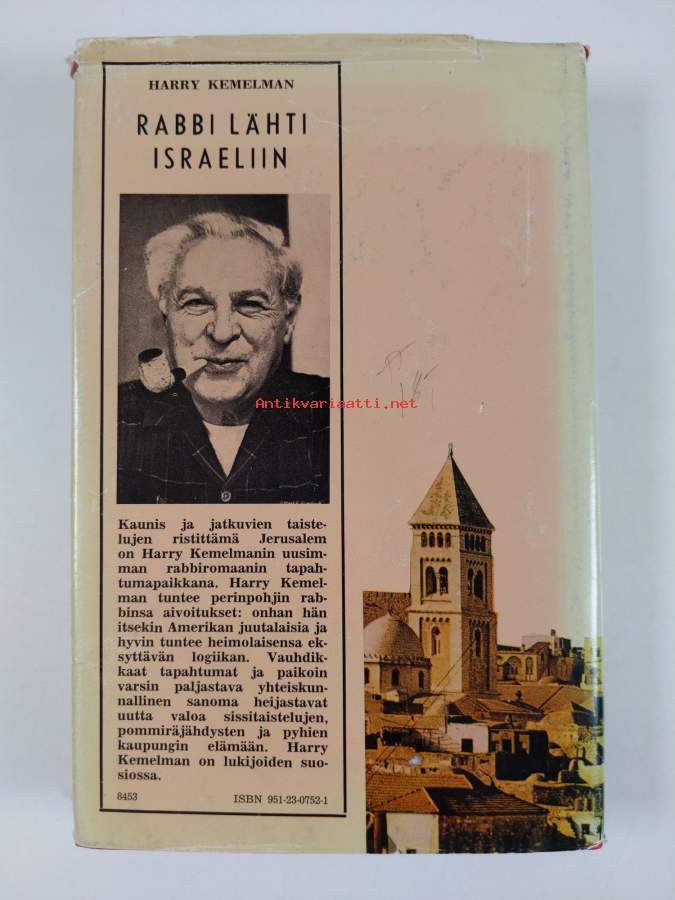 HARRY KEMELMAN
RABBI LÄHTI
ISRAELIIN
Antikvariaatti.net
Kaunis ja jatkuvien taiste-
lujen ristittämä Jerusalem
on Harry Kemelmanin uusim-
man rabbiromaanin tapah-
tumapaikkana. Harry Kemel-
man tuntee perinpohjin rab-
binsa aivoitukset: onhan hän
itsekin Amerikan juutalaisia ja
hyvin tuntee heimolaisensa ek-
syttävän logiikan. Vauhdik-
kaat tapahtumat ja paikoin
varsin paljastava yhteiskun-
nallinen sanoma heijastavat
uutta valoa sissitaistelujen,
pommiräjähdysten ja pyhien
kaupungin elämään. Harry
Kemelman on lukijoiden suo-
siossa.
8453 ISBN 951-23-0752-1